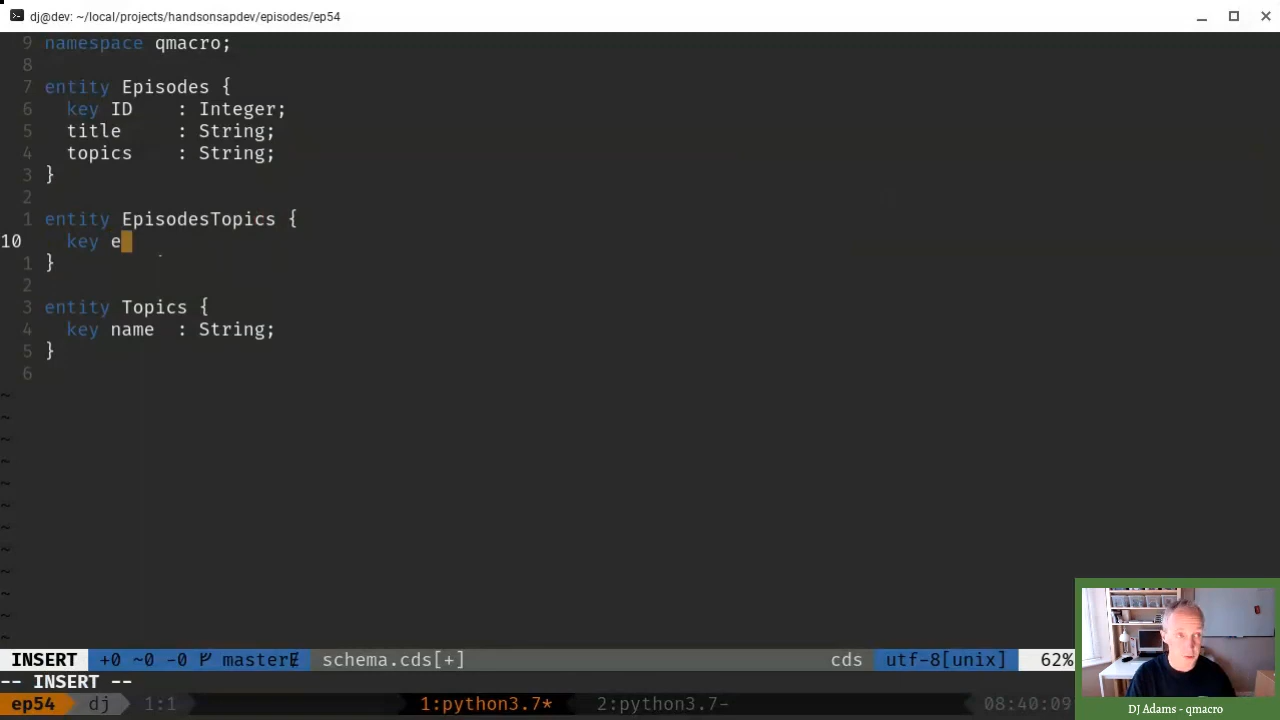 dj@dev: ~/local/projects/handsonsapdev/episodes/ep54
9 namespace qmacro;
8
7 entity Episodes {
6   key ID    : Integer;
5   title     : String;
4   topics    : String;
3 }
2
1 entity EpisodesTopics {
10   key e
1 }
2
3 entity Topics {
4   key name  : String;
5 }
6
~
~
~
~
~
~
~
~
~
~
~
~
INSERT +0 ~0 -0 master schema.cds[+] cds utf-8[unix] 62%
-- INSERT --
ep54 dj 1:1 1:python3.7* 2:python3.7- 08:40:09
DJ Adams - qmacro